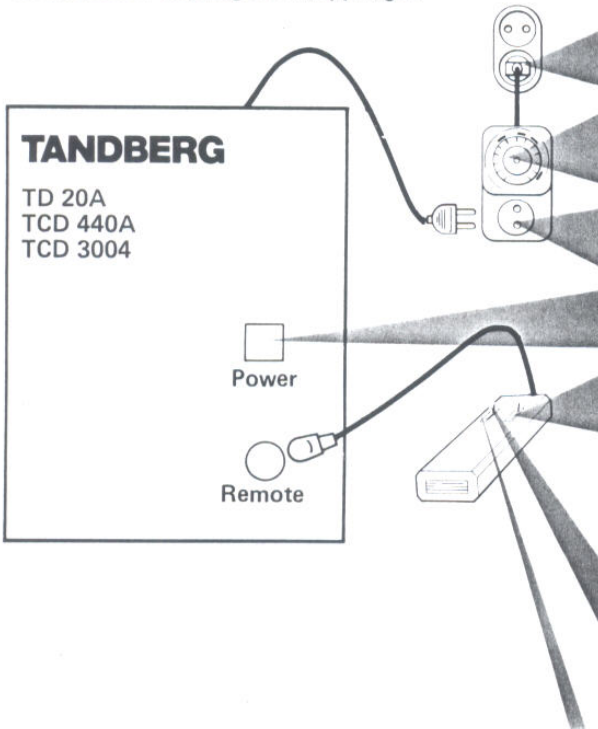 TANDBERG
TD 20A
TCD 440A
TCD 3004
Power
Remote